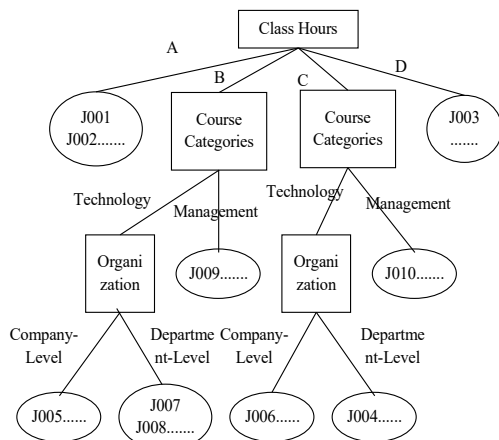 Class Hours
A
B
C
D
J001
J002.......
Course
Categories
Course
Categories
J003
.......
Technology
Management
Technology
Management
Organi
zation
J009.......
Organi
zation
J010.......
Company-
Level
Departme
nt-Level
Company-
Level
Departme
nt-Level
J005......
J007
J008.......
J006......
J004......